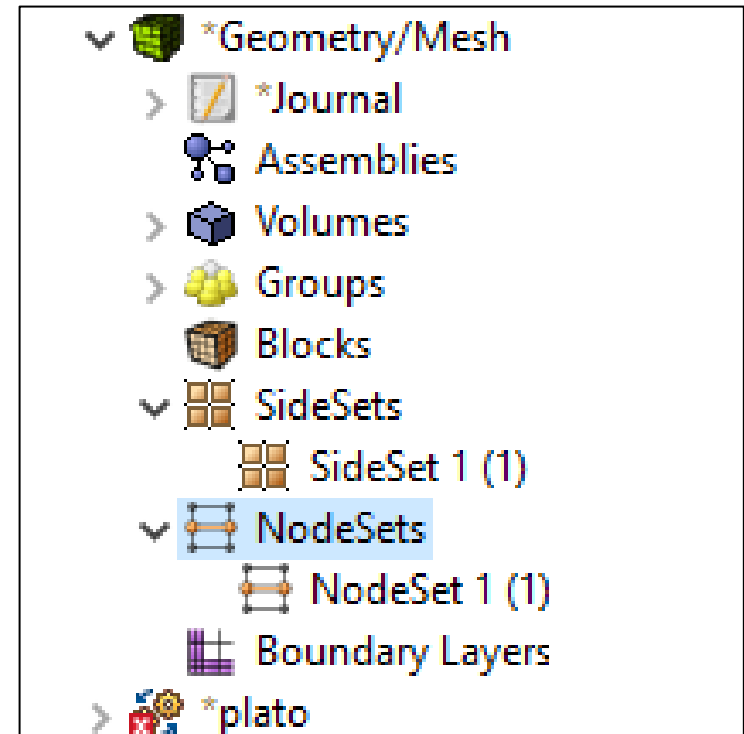 *Geometry/Mesh
*Journal
Assemblies
Volumes
Groups
Blocks
SideSets
SideSet 1 (1)
NodeSets
NodeSet 1 (1)
Boundary Layers
*plato